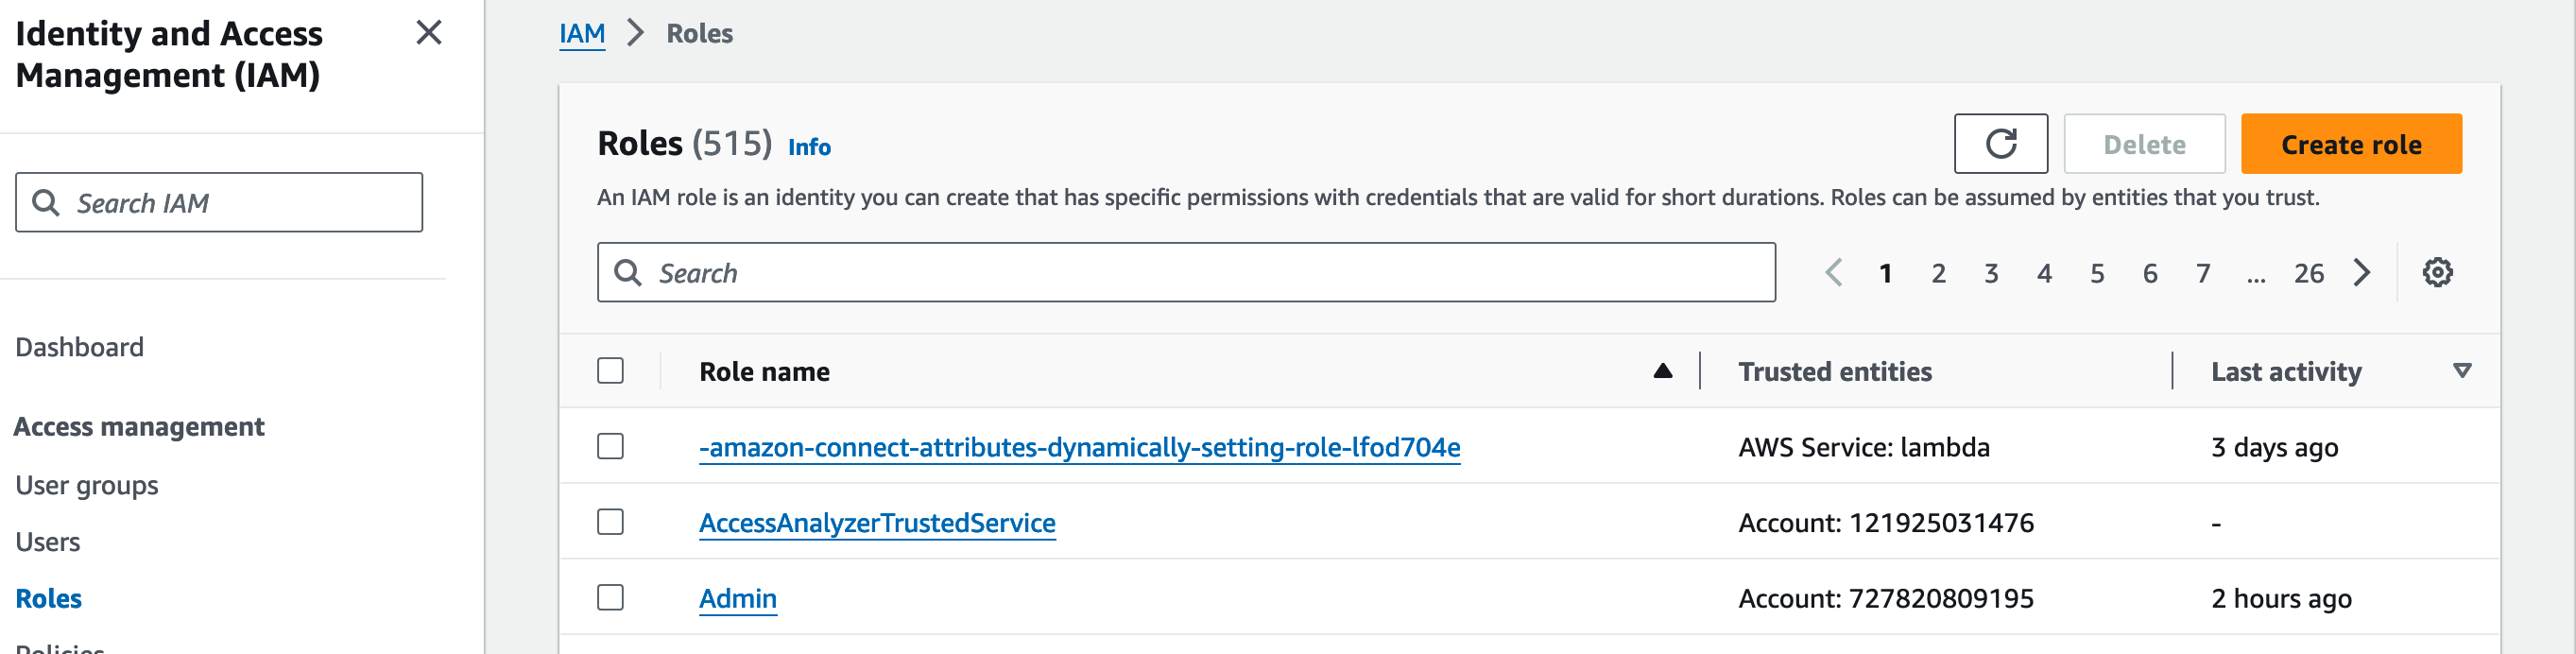 Identity and Access
Management (IAM)
Search IAM
Dashboard
Access management
User groups
Users
Roles
Policies
IAM > Roles
Roles (515) Info
Delete
Create role
An IAM role is an identity you can create that has specific permissions with credentials that are valid for short durations. Roles can be assumed by entities that you trust.
Search
1 2 3 4 5 6 7 ... 26
Role name Trusted entities Last activity
-amazon-connect-attributes-dynamically-setting-role-lfod704e AWS Service: lambda 3 days ago
AccessAnalyzerTrustedService Account: 121925031476 -
Admin Account: 727820809195 2 hours ago